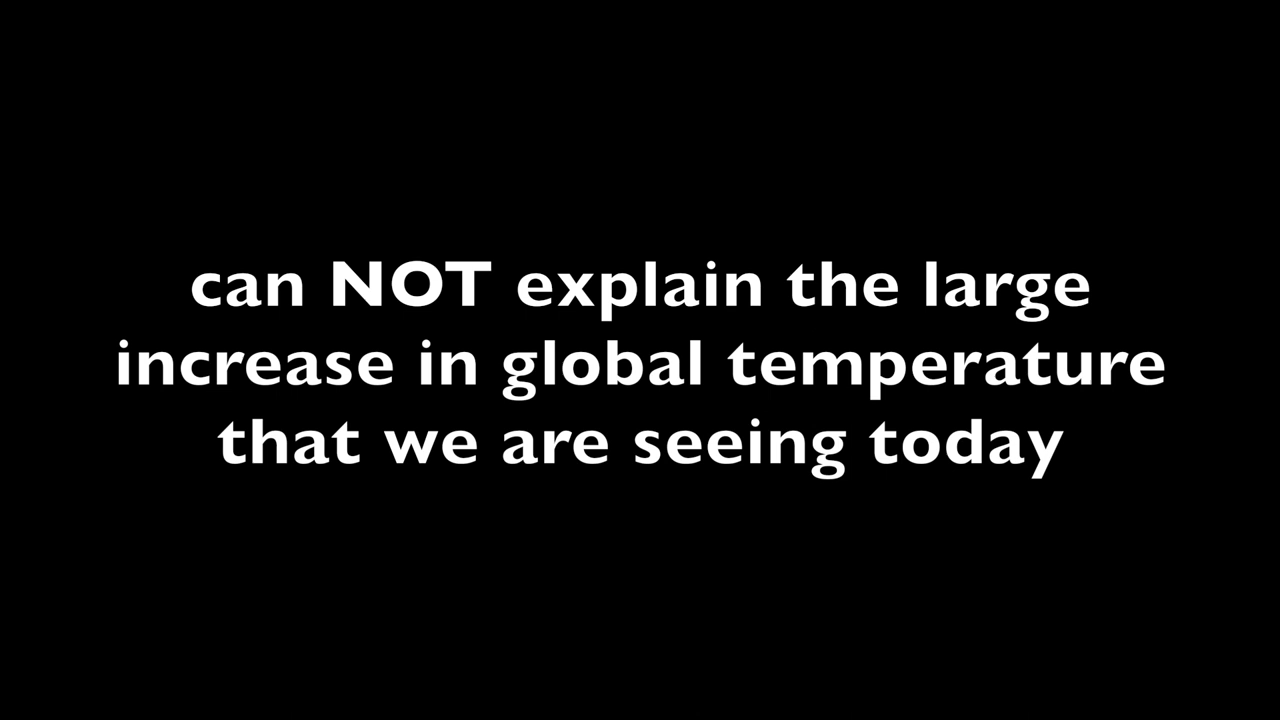 can NOT explain the large
increase in global temperature
that we are seeing today